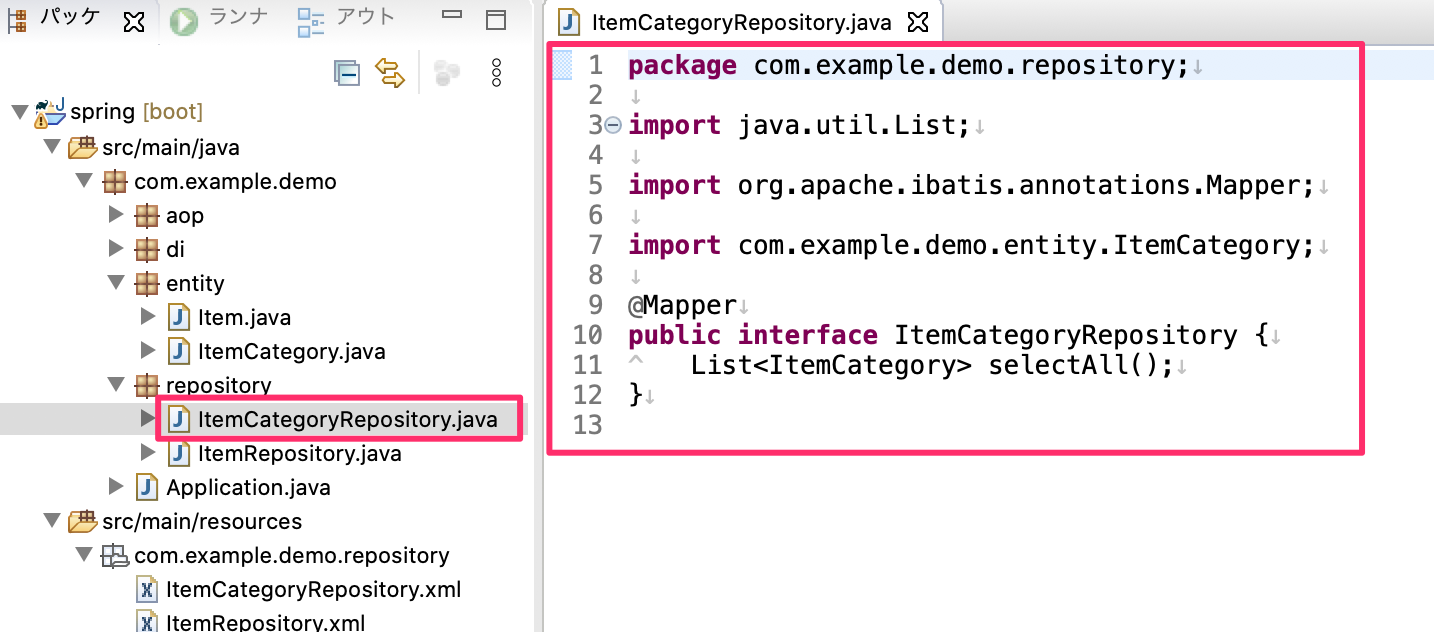 パッケ
ランナ
アウト
spring [boot]
src/main/java
com.example.demo
aop
di
entity
Item.java
ItemCategory.java
repository
ItemCategoryRepository.java
ItemRepository.java
Application.java
src/main/resources
com.example.demo.repository
ItemCategoryRepository.xml
ItemRepository.xml
ItemCategoryRepository.java
1 package com.example.demo.repository;↓
2 ↓
3 import java.util.List;↓
4 ↓
5 import org.apache.ibatis.annotations.Mapper;↓
6 ↓
7 import com.example.demo.entity.ItemCategory;↓
8 ↓
9 @Mapper↓
10 public interface ItemCategoryRepository {↓
11 ^   List<ItemCategory> selectAll();↓
12 }↓
13